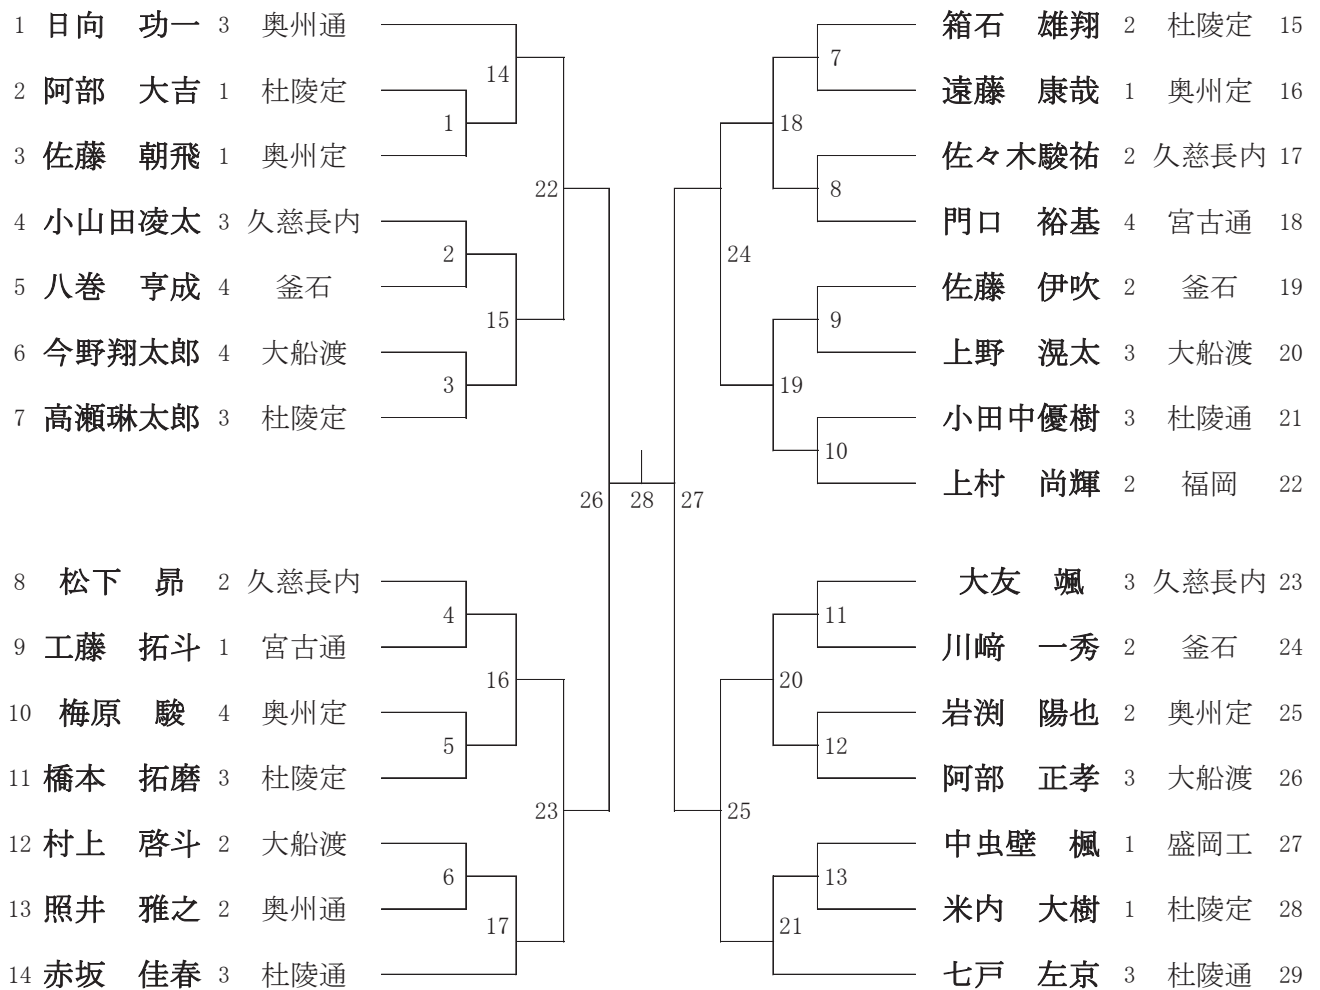 1 日向 功一 3 奥州通
2 阿部 大吉 1 杜陵定
3 佐藤 朝飛 1 奥州定
4 小山田凌太 3 久慈長内
5 八巻 亨成 4 釜石
6 今野翔太郎 4 大船渡
7 高瀬琳太郎 3 杜陵定
8 松下 昴 2 久慈長内
9 工藤 拓斗 1 宮古通
10 梅原 駿 4 奥州定
11 橋本 拓磨 3 杜陵定
12 村上 啓斗 2 大船渡
13 照井 雅之 2 奥州通
14 赤坂 佳春 3 杜陵通
14
1
22
2
15
3
26
28
27
4
16
5
23
6
17
7
18
8
24
9
19
10
11
20
12
25
13
21
箱石 雄翔 2 杜陵定 15
遠藤 康哉 1 奥州定 16
佐々木駿祐 2 久慈長内 17
門口 裕基 4 宮古通 18
佐藤 伊吹 2 釜石 19
上野 滉太 3 大船渡 20
小田中優樹 3 杜陵通 21
上村 尚輝 2 福岡 22
大友 颯 3 久慈長内 23
川﨑 一秀 2 釜石 24
岩渕 陽也 2 奥州定 25
阿部 正孝 3 大船渡 26
中虫壁 楓 1 盛岡工 27
米内 大樹 1 杜陵定 28
七戸 左京 3 杜陵通 29